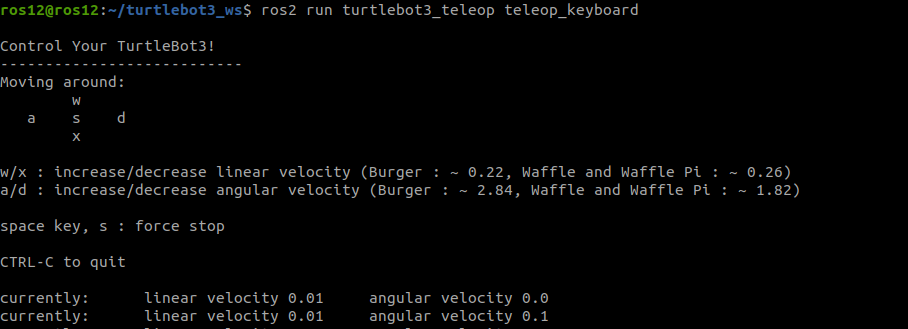 ros12@ros12:~/turtlebot3_ws$ ros2 run turtlebot3_teleop teleop_keyboard
Control Your TurtleBot3!
---------------------------
Moving around:
w
a s d
x
w/x : increase/decrease linear velocity (Burger : ~ 0.22, Waffle and Waffle Pi : ~ 0.26)
a/d : increase/decrease angular velocity (Burger : ~ 2.84, Waffle and Waffle Pi : ~ 1.82)
space key, s : force stop
CTRL-C to quit
currently: linear velocity 0.01 angular velocity 0.0
currently: linear velocity 0.01 angular velocity 0.1